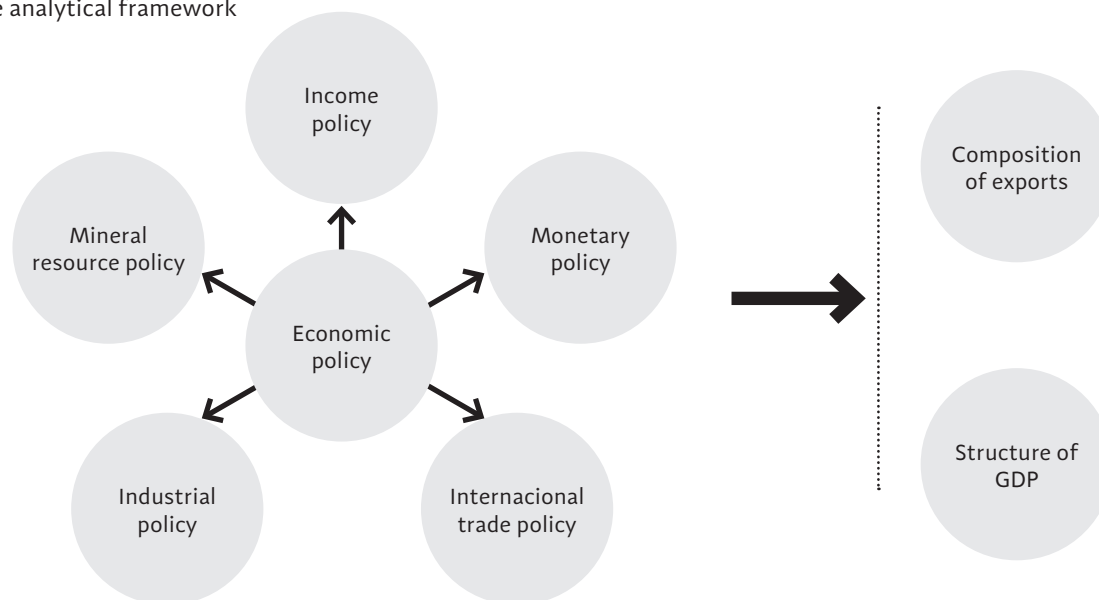 analytical framework
Income
policy
Mineral
resource policy
Monetary
policy
Economic
policy
Industrial
policy
Internacional
trade policy
Composition
of exports
Structure of
GDP